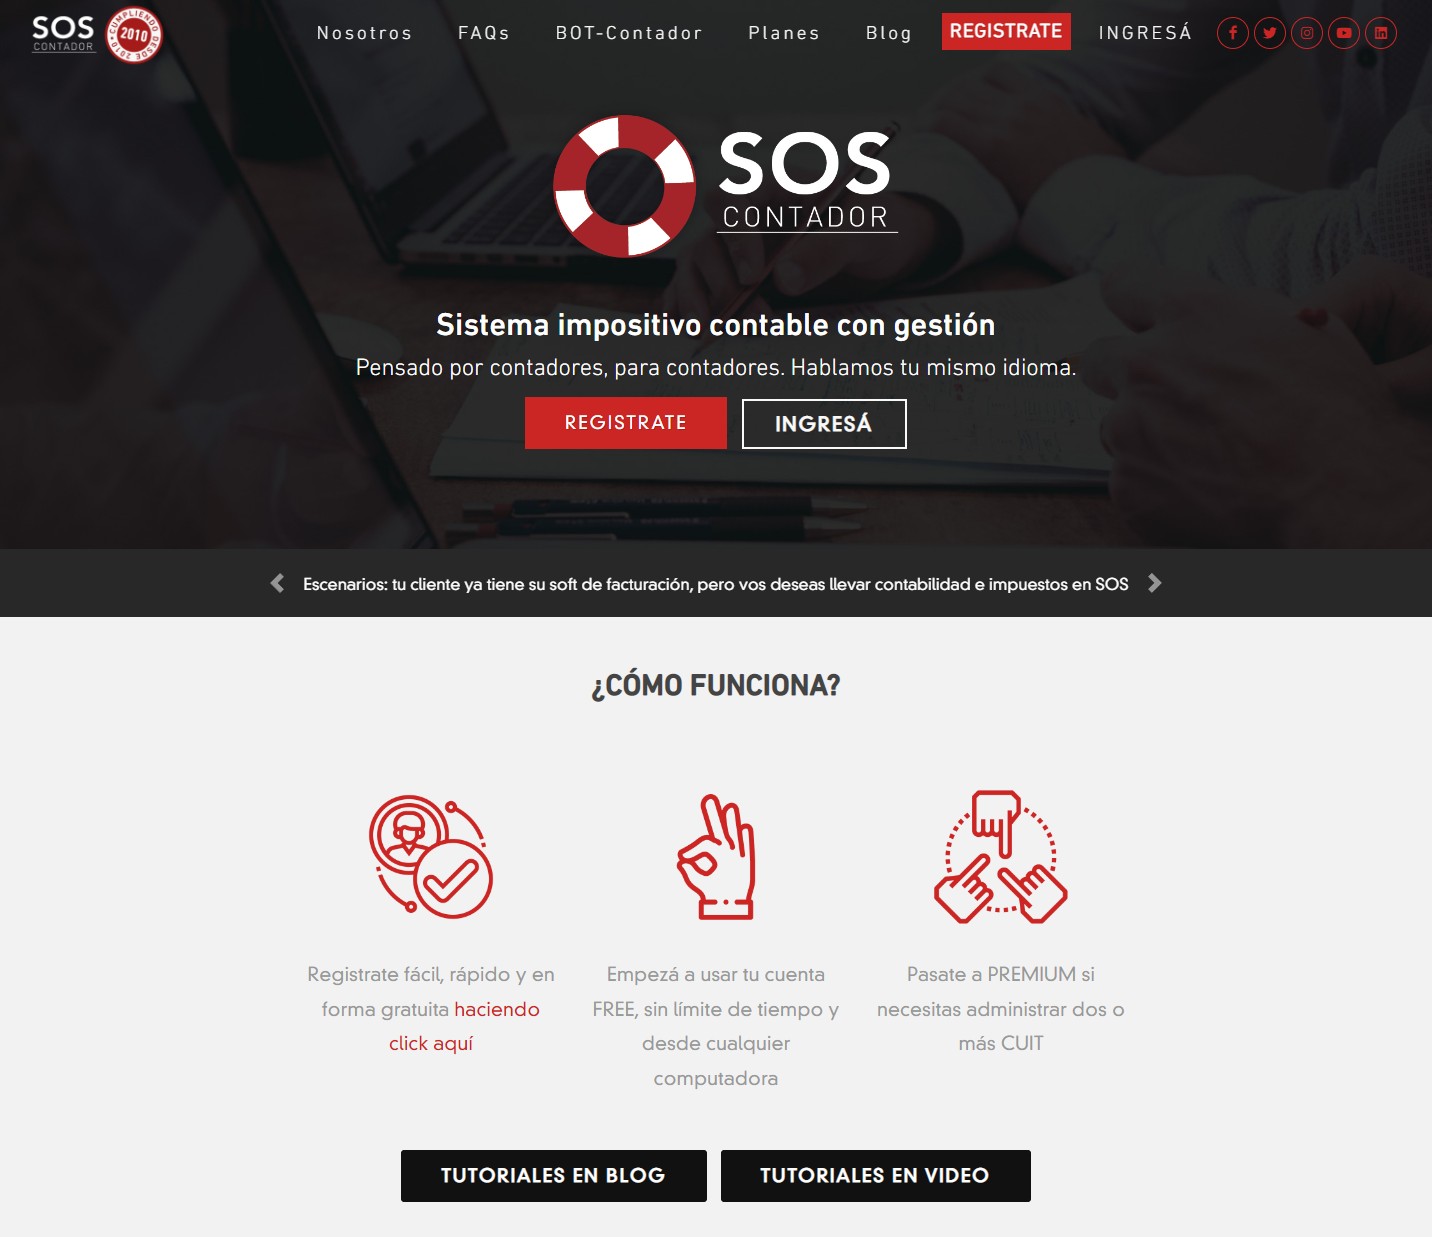 SOS
CONTADOR
CUMPLIENDO
2010
DESDE 2010
Nosotros
FAQs
BOT-Contador
Planes
Blog
REGISTRATE
INGRESÁ
SOS
CONTADOR
Sistema impositivo contable con gestión
Pensado por contadores, para contadores. Hablamos tu mismo idioma.
REGISTRATE
INGRESÁ
Escenarios: tu cliente ya tiene su soft de facturación, pero vos deseas llevar contabilidad e impuestos en SOS
¿CÓMO FUNCIONA?
Registrate fácil, rápido y en
forma gratuita haciendo
click aquí
Empezá a usar tu cuenta
FREE, sin límite de tiempo y
desde cualquier
computadora
Pasate a PREMIUM si
necesitas administrar dos o
más CUIT
TUTORIALES EN BLOG
TUTORIALES EN VIDEO